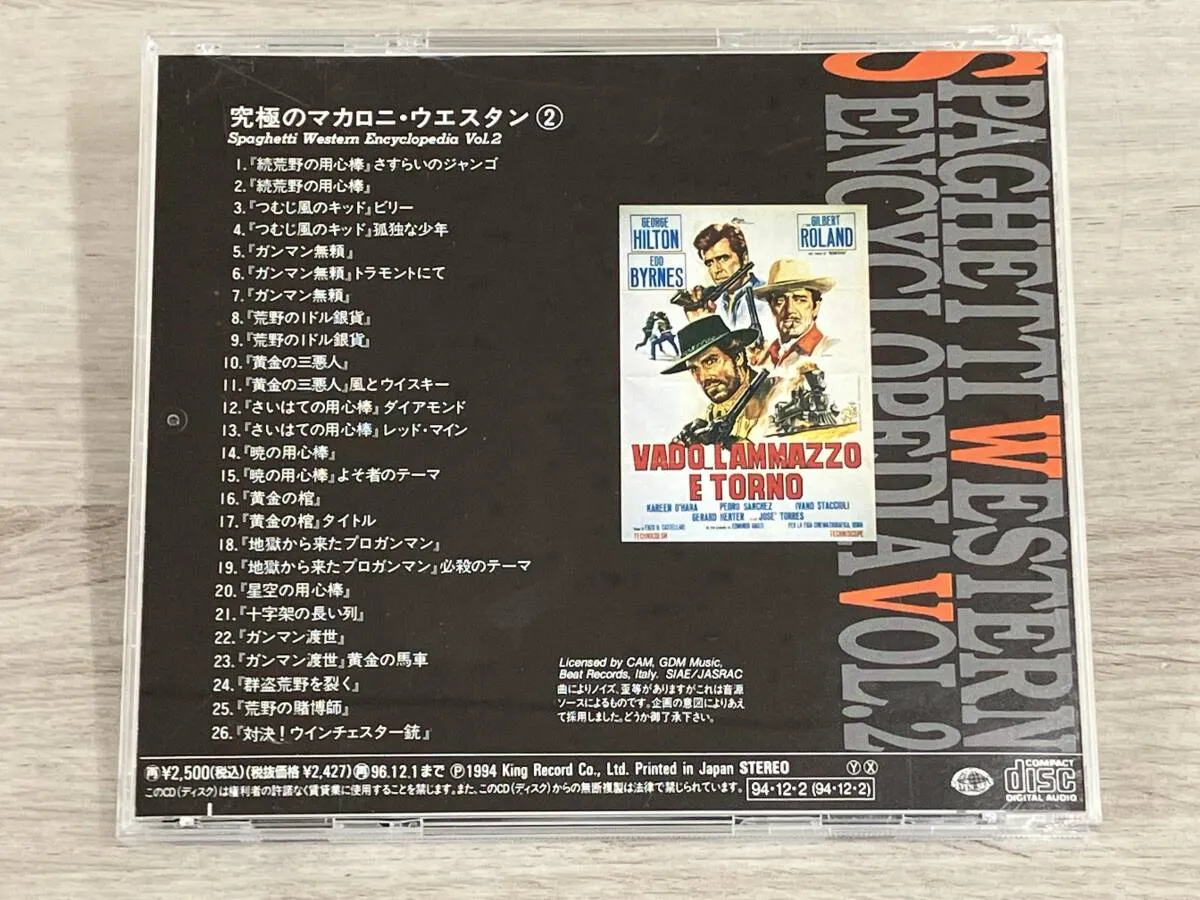 究極のマカロニ・ウエスタン②
Spaghetti Western Encyclopedia Vol.2
1.『続荒野の用心棒』さすらいのジャンゴ
2.『続荒野の用心棒』
3.『つむじ風のキッド』ビリー
4.『つむじ風のキッド』孤独な少年
5.『ガンマン無頼』
6.『ガンマン無頼』トラモントにて
7.『ガンマン無頼』
8.『荒野の1ドル銀貨』
9.『荒野の1ドル銀貨』
10.『黄金の三悪人』
11.『黄金の三悪人』風とウイスキー
12.『さいはての用心棒』ダイアモンド
13.『さいはての用心棒』レッド・マイン
14.『暁の用心棒』
15.『暁の用心棒』よそ者のテーマ
16.『黄金の棺』
17.『黄金の棺』タイトル
18.『地獄から来たプロガンマン』
19.『地獄から来たプロガンマン』必殺のテーマ
20.『星空の用心棒』
21.『十字架の長い列』
22.『ガンマン渡世』
23.『ガンマン渡世』黄金の馬車
24.『群盗荒野を裂く』
25.『荒野の賭博師』
26.『対決!ウインチェスター銃』
GEORGE
HILTON
EDD
BYRNES
GILBERT
ROLAND
VADO..L'AMMAZZO
E TORNO
KAREEN O'HARA PEDRO SANCHEZ IVANO STACCIOLI
GERARD HERTER JOSE' TORRES
TECHNICOLOR TECHNISCOPE
SPAGHETTI WESTERN
ENCYCLOPEDIA VOL.2
Licensed by CAM, GDM Music,
Beat Records, Italy. SIAE/JASRAC
曲によりノイズ、歪等がありますがこれは音源
ソースによるものです。企画の意図によりあえ
て採用しました。どうか御了承下さい。
再¥2,500(税込)(税抜価格 ¥2,427)再96.12.1まで Ⓟ1994 King Record Co., Ltd. Printed in Japan STEREO Ⓨ Ⓧ
このCD(ディスク)は権利者の許諾なく賃貸業に使用することを禁じます。また、このCD(ディスク)からの無断複製は法律で禁じられています。
94・12・2 (94・12・2)
SEVEN SEAS
COMPACT
disc
DIGITAL AUDIO